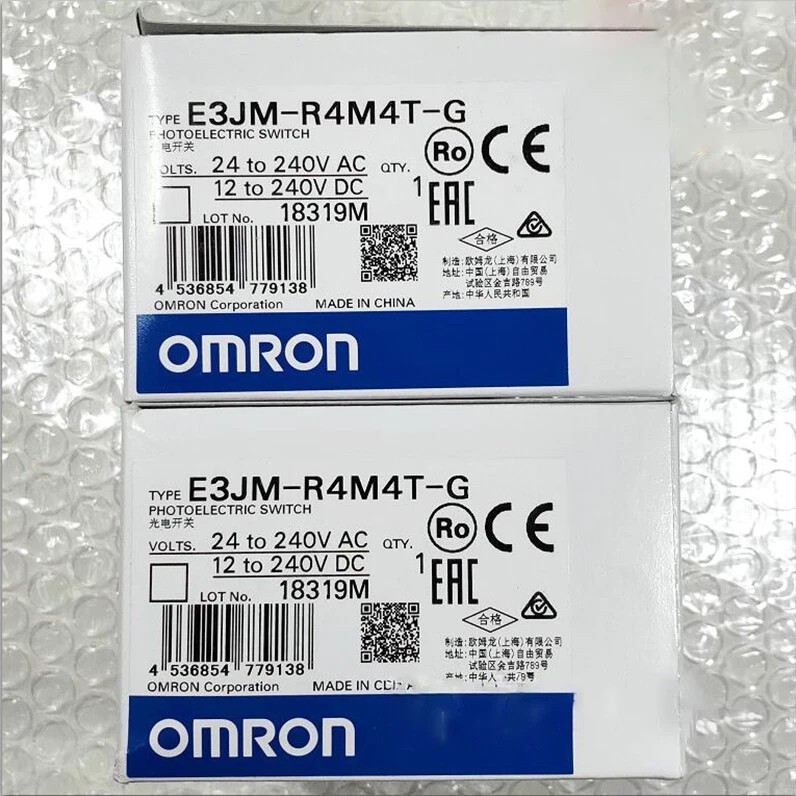 TYPE E3JM-R4M4T-G
PHOTOELECTRIC SWITCH
光电开关
VOLTS. 24 to 240V AC QTY.
12 to 240V DC 1
LOT No. 18319M
Ro CE
EAC
合格
制造:欧姆龙(上海)有限公司
地址:中国(上海)自由贸易
试验区金吉路789号
产地:中华人民共和国
4 536854 779138
OMRON Corporation MADE IN CHINA
OMRON
TYPE E3JM-R4M4T-G
PHOTOELECTRIC SWITCH
光电开关
VOLTS. 24 to 240V AC QTY.
12 to 240V DC 1
LOT No. 18319M
Ro CE
EAC
合格
制造:欧姆龙(上海)有限公司
地址:中国(上海)自由贸易
试验区金吉路789号
产地:中华人
4 536854 779138
OMRON Corporation MADE IN
OMRON